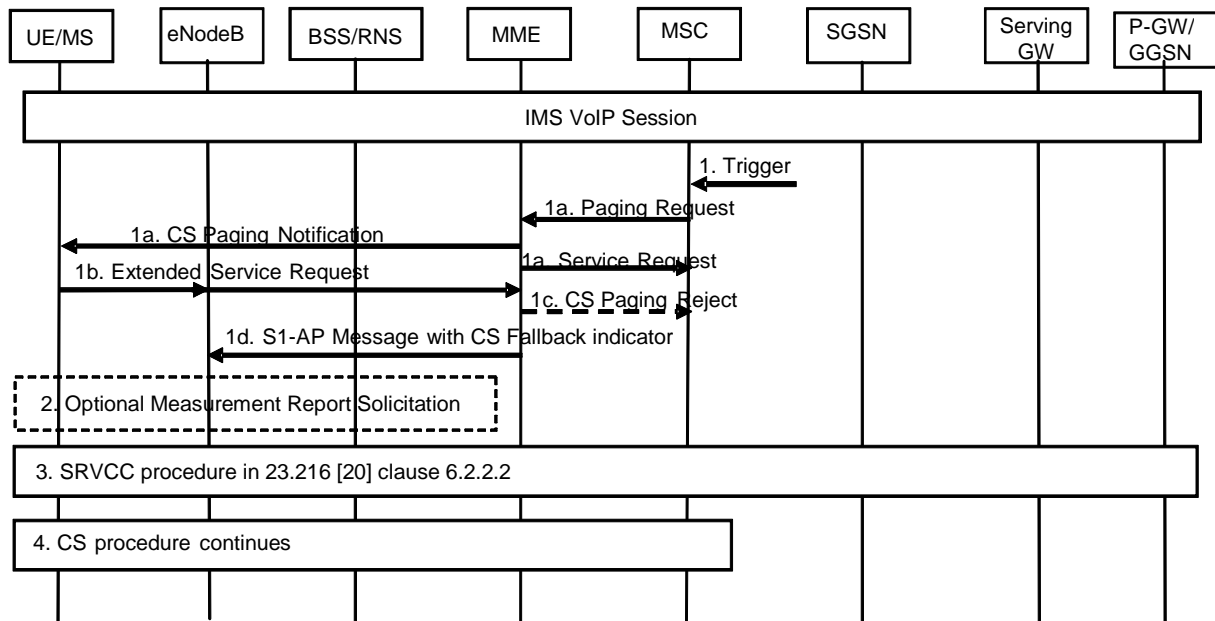 UE/MS
eNodeB
BSS/RNS
MME
MSC
SGSN
Serving
GW
P-GW/
GGSN
IMS VoIP Session
1. Trigger
1a. Paging Request
1a. CS Paging Notification
1a. Service Request
1b. Extended Service Request
1c. CS Paging Reject
1d. S1-AP Message with CS Fallback indicator
2. Optional Measurement Report Solicitation
3. SRVCC procedure in 23.216 [20] clause 6.2.2.2
4. CS procedure continues